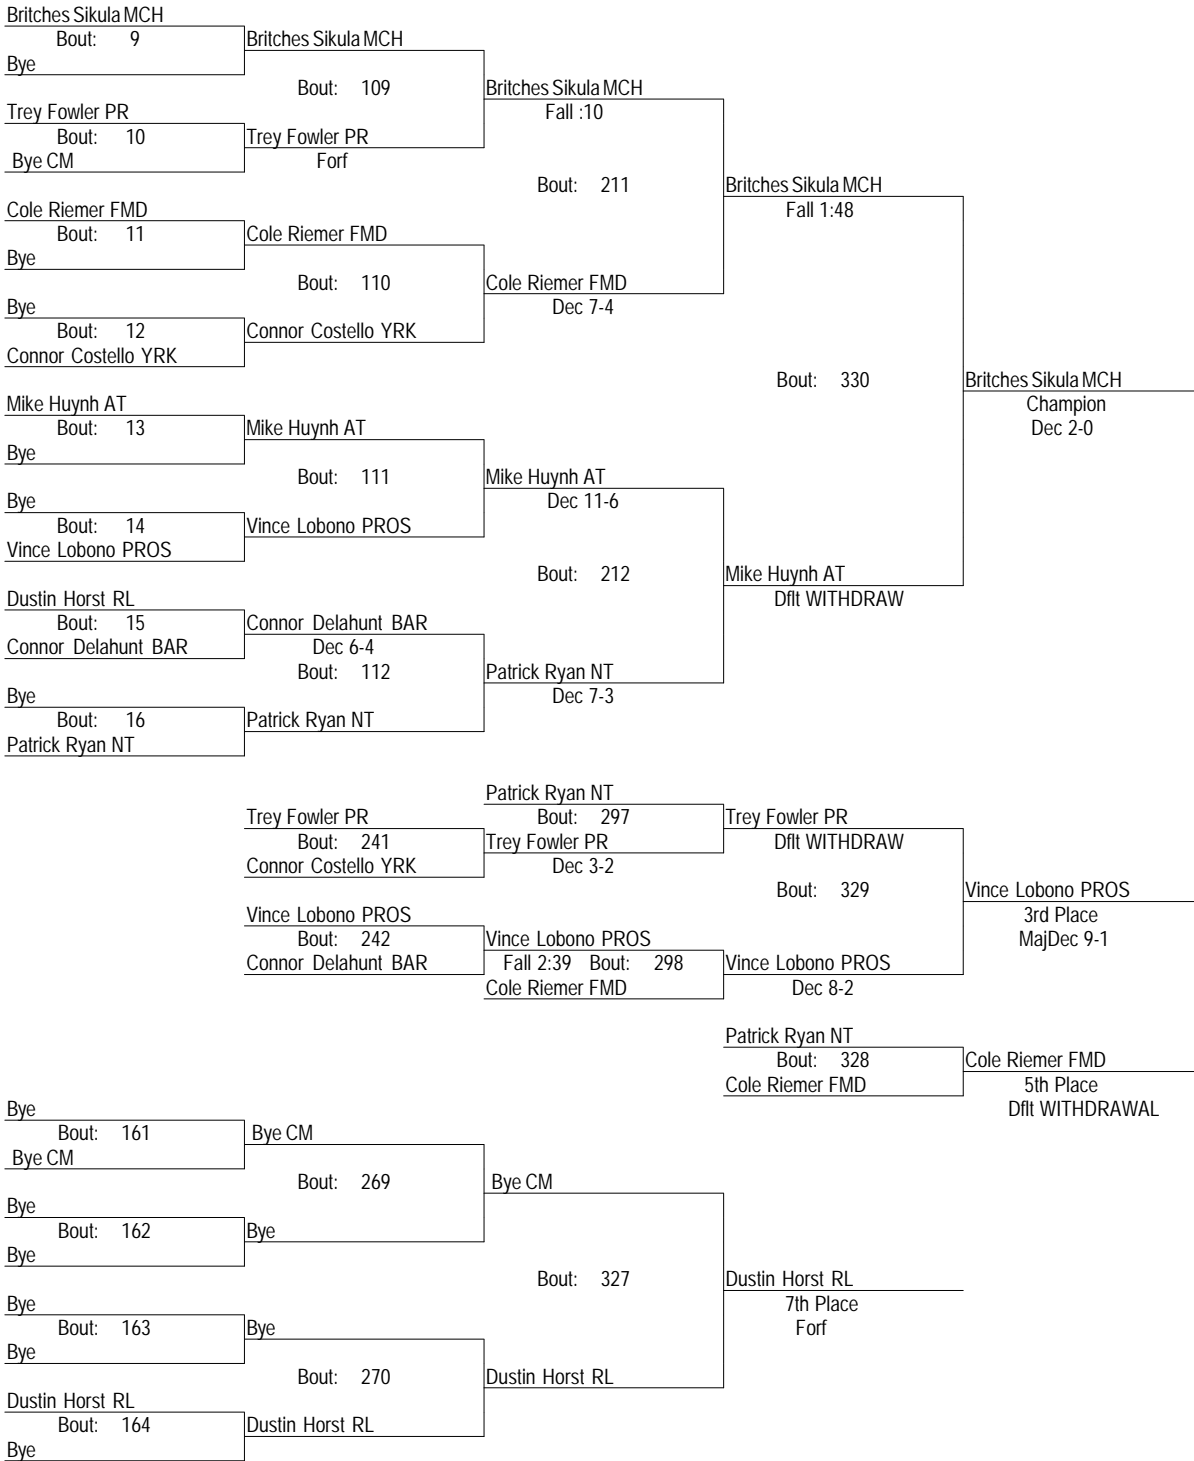 Britches Sikula MCH
Bout: 9
Britches Sikula MCH
Bye
Bout: 109
Britches Sikula MCH
Trey Fowler PR
Fall :10
Bout: 10
Trey Fowler PR
Bye CM
Forf
Bout: 211
Britches Sikula MCH
Cole Riemer FMD
Fall 1:48
Bout: 11
Cole Riemer FMD
Bye
Bout: 110
Cole Riemer FMD
Bye
Dec 7-4
Bout: 12
Connor Costello YRK
Connor Costello YRK
Bout: 330
Britches Sikula MCH
Mike Huynh AT
Champion
Bout: 13
Mike Huynh AT
Dec 2-0
Bye
Bout: 111
Mike Huynh AT
Bye
Dec 11-6
Bout: 14
Vince Lobono PROS
Vince Lobono PROS
Bout: 212
Mike Huynh AT
Dustin Horst RL
Dflt WITHDRAW
Bout: 15
Connor Delahunt BAR
Connor Delahunt BAR
Dec 6-4
Bout: 112
Patrick Ryan NT
Bye
Dec 7-3
Bout: 16
Patrick Ryan NT
Patrick Ryan NT
Patrick Ryan NT
Trey Fowler PR
Bout: 297
Trey Fowler PR
Bout: 241
Trey Fowler PR
Dflt WITHDRAW
Connor Costello YRK
Dec 3-2
Bout: 329
Vince Lobono PROS
Vince Lobono PROS
3rd Place
Bout: 242
Vince Lobono PROS
MajDec 9-1
Connor Delahunt BAR
Fall 2:39 Bout: 298
Vince Lobono PROS
Cole Riemer FMD
Dec 8-2
Patrick Ryan NT
Bout: 328
Cole Riemer FMD
Cole Riemer FMD
5th Place
Dflt WITHDRAWAL
Bye
Bout: 161
Bye CM
Bye CM
Bout: 269
Bye CM
Bye
Bout: 162
Bye
Bye
Bout: 327
Dustin Horst RL
Bye
7th Place
Bout: 163
Bye
Forf
Bye
Bout: 270
Dustin Horst RL
Dustin Horst RL
Bout: 164
Dustin Horst RL
Bye